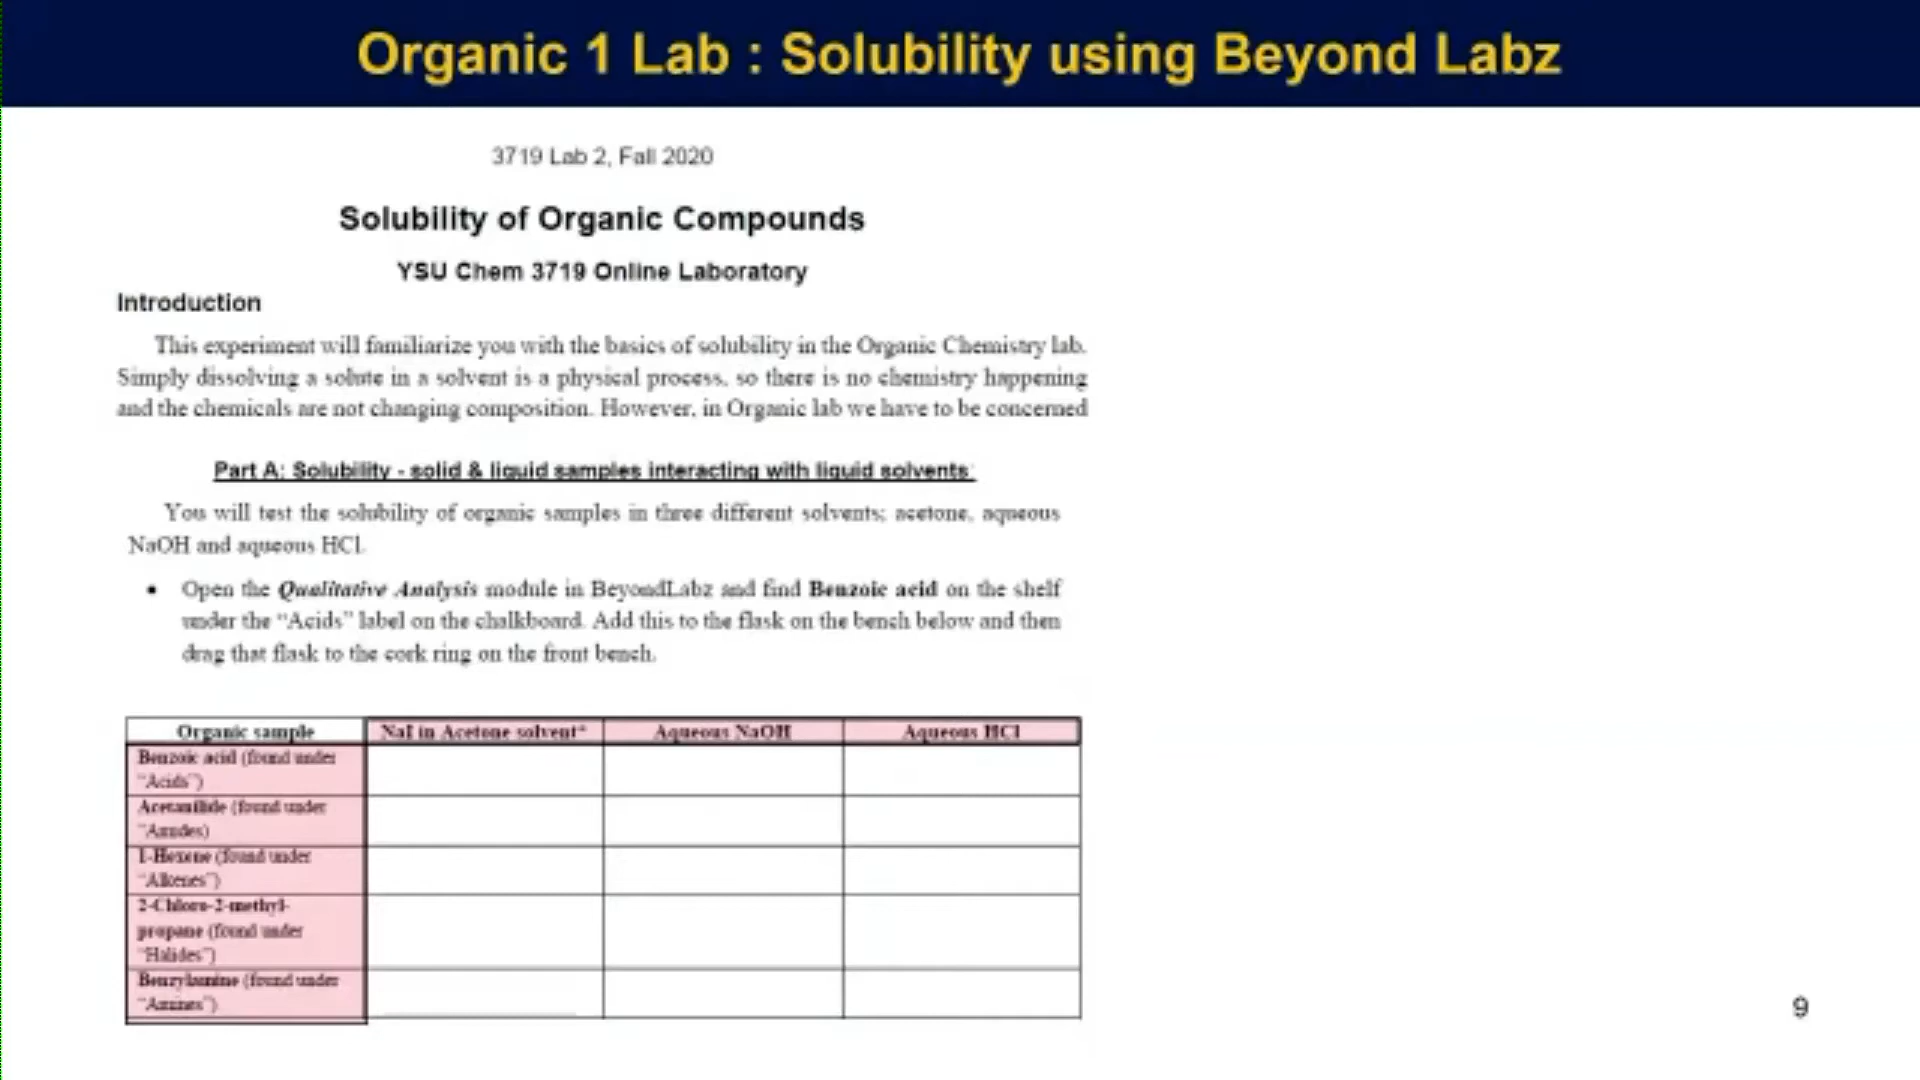 Organic 1 Lab : Solubility using Beyond Labz
3719 Lab 2, Fall 2020
Solubility of Organic Compounds
YSU Chem 3719 Online Laboratory
Introduction
This experiment will familiarize you with the basics of solubility in the Organic Chemistry lab.
Simply dissolving a solute in a solvent is a physical process, so there is no chemistry happening
and the chemicals are not changing composition. However, in Organic lab we have to be concerned
Part A: Solubility - solid & liquid samples interacting with liquid solvents:
You will test the solubility of organic samples in three different solvents; acetone, aqueous
NaOH and aqueous HCl.
• Open the Qualitative Analysis module in BeyondLabz and find Benzoic acid on the shelf
under the “Acids” label on the chalkboard. Add this to the flask on the bench below and then
drag that flask to the cork ring on the front bench.
Organic sample NaI in Acetone solvent* Aqueous NaOH Aqueous HCl
Benzoic acid (found under
“Acids”)
Acetanilide (found under
“Amides)
1-Hexene (found under
“Alkenes”)
2-Chloro-2-methyl-
propane (found under
“Halides”)
Benzylamine (found under
“Amines”)
9